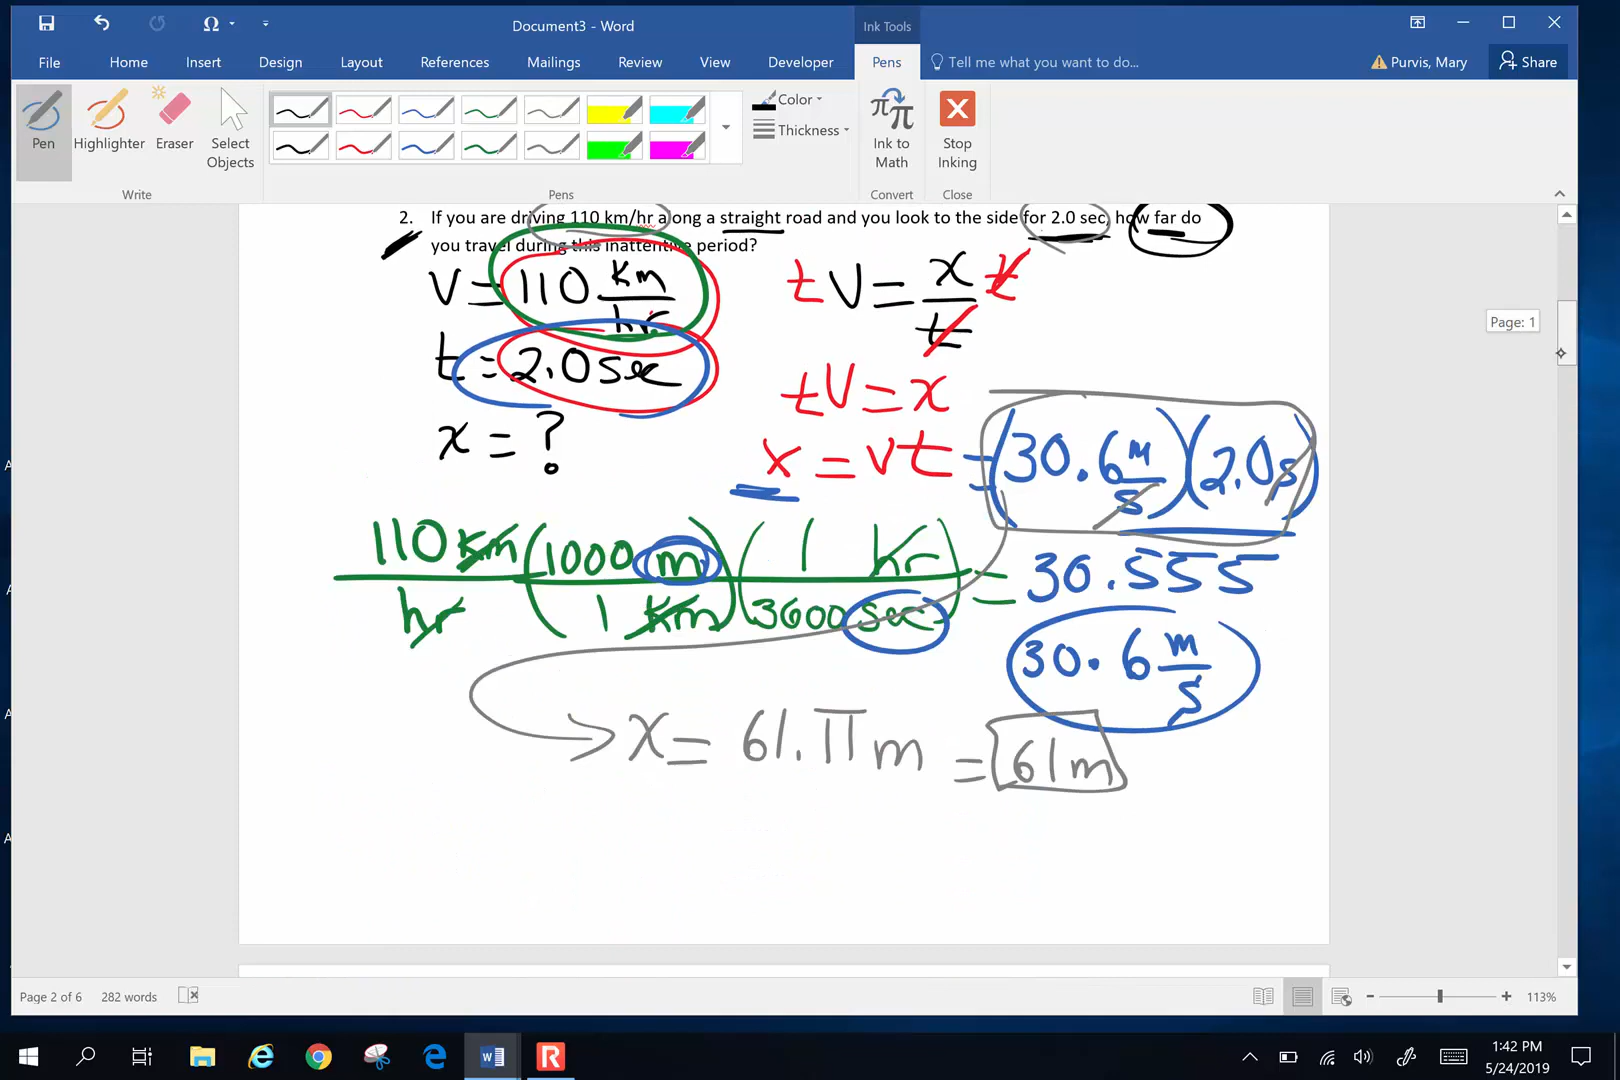 Document3 - Word
Ink Tools
File Home Insert Design Layout References Mailings Review View Developer Pens Tell me what you want to do... Purvis, Mary Share
Pen Highlighter Eraser Select Objects
Color
Thickness
Ink to Math
Stop Inking
Write Pens Convert Close
2. If you are driving 110 km/hr along a straight road and you look to the side for 2.0 sec, how far do
you travel during this inattentive period?
V = 110 km/hr
tV = x/t t
t = 2.0 sec
tV = x
x = ?
x = Vt = (30.6 m/s)(2.0s)
110 km/hr (1000 m/1 km)(1 hr/3600 sec) = 30.555
30.6 m/s
x = 61.11 m = 61 m
Page: 1
Page 2 of 6 282 words 113%
1:42 PM
5/24/2019